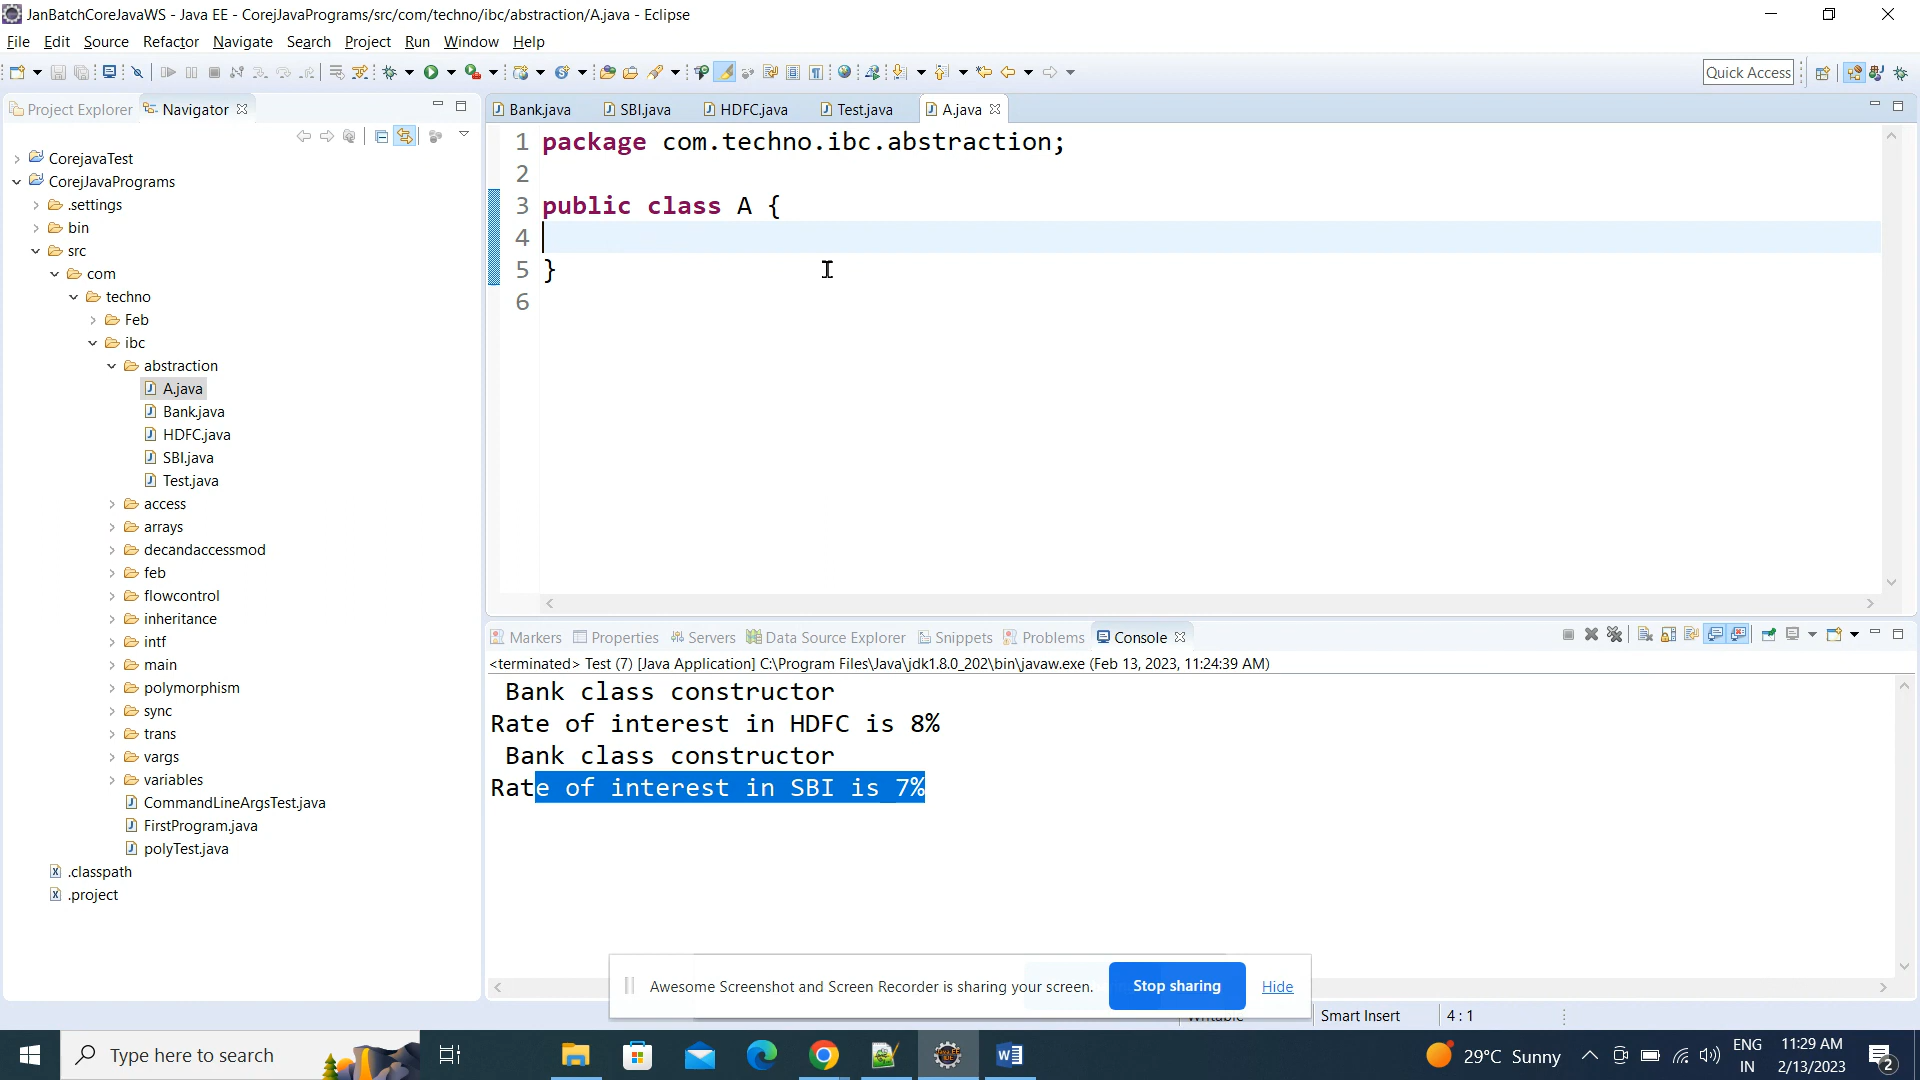 JanBatchCoreJavaWS - Java EE - CorejJavaPrograms/src/com/techno/ibc/abstraction/A.java - Eclipse
File Edit Source Refactor Navigate Search Project Run Window Help
Quick Access
Project Explorer Navigator
Bank.java SBI.java HDFC.java Test.java A.java
CorejavaTest
CorejJavaPrograms
.settings
bin
src
com
techno
Feb
ibc
abstraction
A.java
Bank.java
HDFC.java
SBI.java
Test.java
access
arrays
decandaccessmod
feb
flowcontrol
inheritance
intf
main
polymorphism
sync
trans
vargs
variables
CommandLineArgsTest.java
FirstProgram.java
polyTest.java
.classpath
.project
1 package com.techno.ibc.abstraction;
2
3 public class A {
4
5 }
6
Markers Properties Servers Data Source Explorer Snippets Problems Console
<terminated> Test (7) [Java Application] C:\Program Files\Java\jdk1.8.0_202\bin\javaw.exe (Feb 13, 2023, 11:24:39 AM)
Bank class constructor
Rate of interest in HDFC is 8%
Bank class constructor
Rate of interest in SBI is 7%
Awesome Screenshot and Screen Recorder is sharing your screen. Stop sharing Hide
Writable Smart Insert 4 : 1
Type here to search
29°C Sunny
ENG
IN
11:29 AM
2/13/2023
2